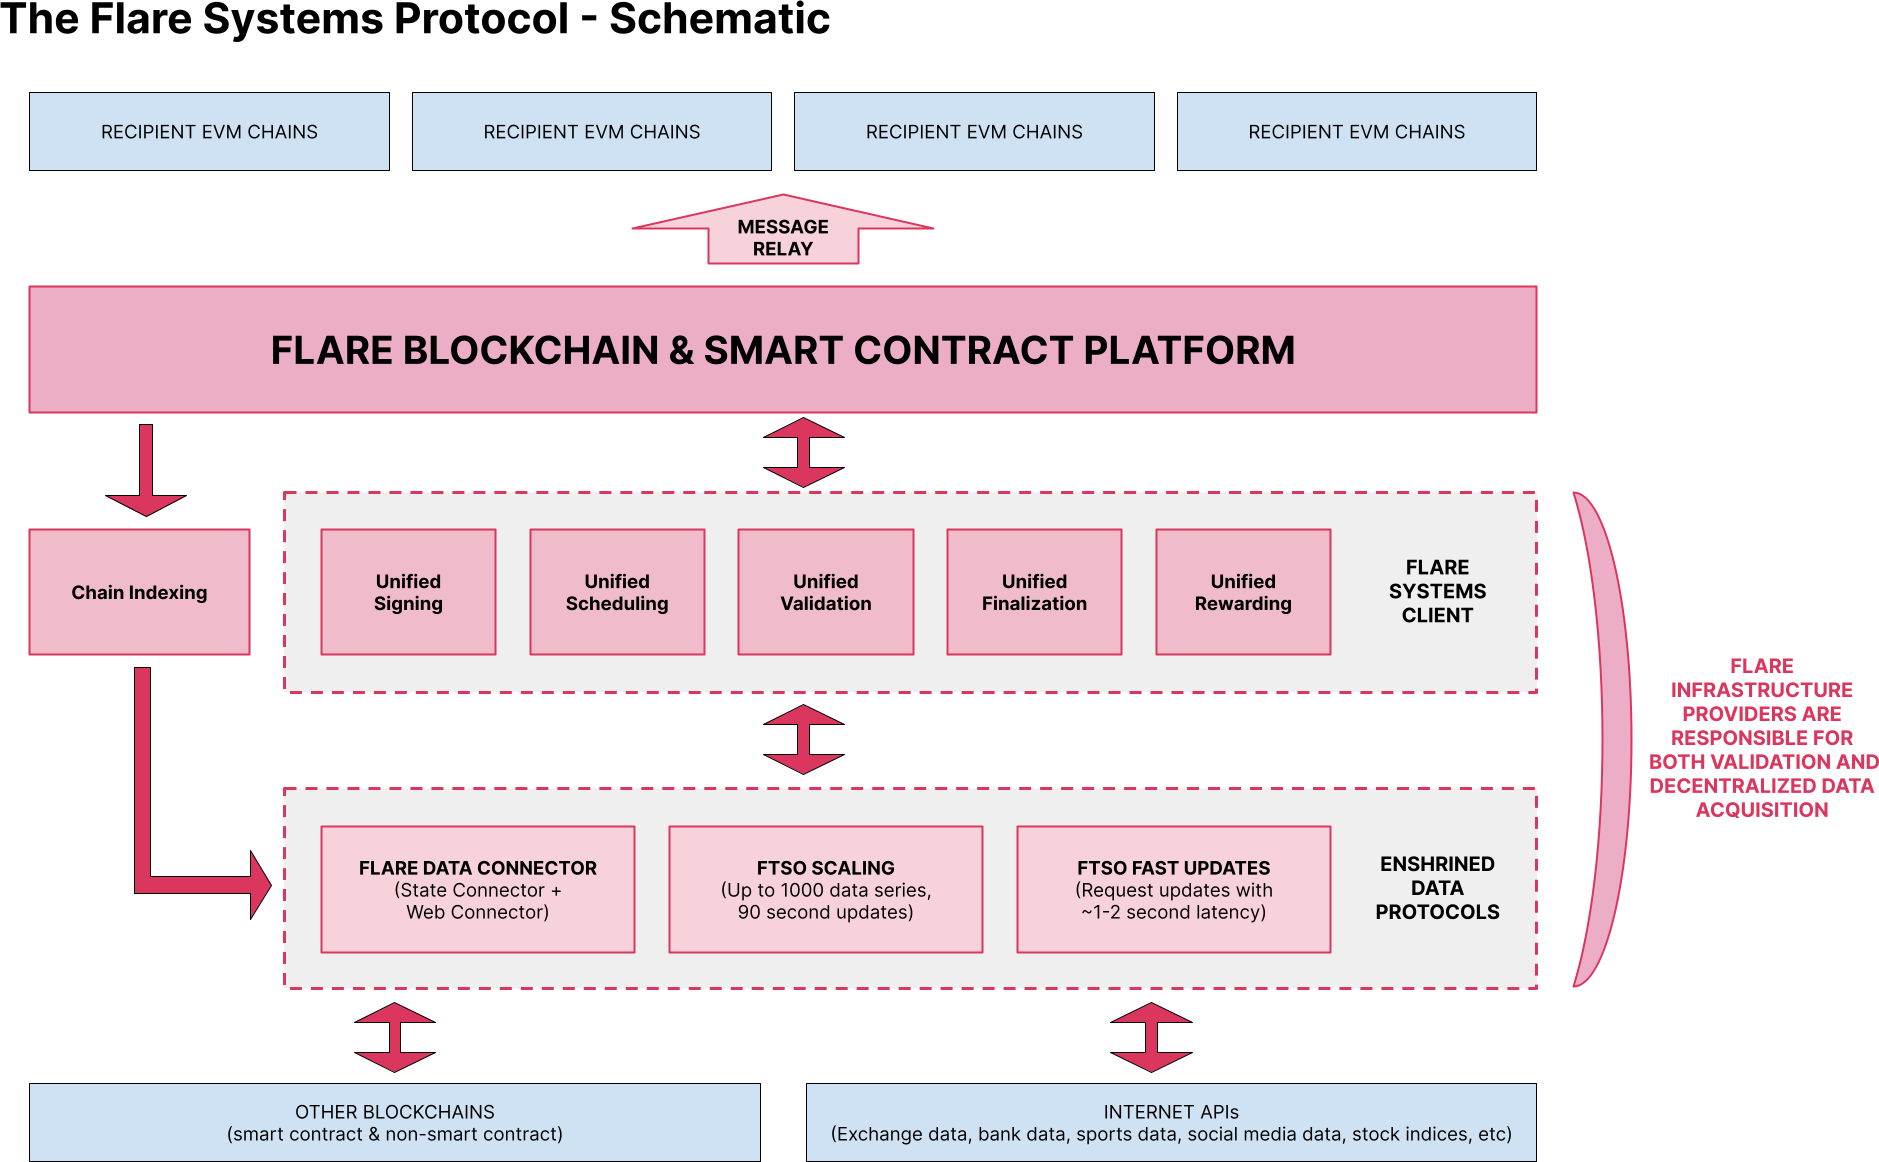 The Flare Systems Protocol - Schematic
RECIPIENT EVM CHAINS
RECIPIENT EVM CHAINS
RECIPIENT EVM CHAINS
RECIPIENT EVM CHAINS
MESSAGE
RELAY
FLARE BLOCKCHAIN & SMART CONTRACT PLATFORM
Chain Indexing
Unified
Signing
Unified
Scheduling
Unified
Validation
Unified
Finalization
Unified
Rewarding
FLARE
SYSTEMS
CLIENT
FLARE
INFRASTRUCTURE
PROVIDERS ARE
RESPONSIBLE FOR
BOTH VALIDATION AND
DECENTRALIZED DATA
ACQUISITION
FLARE DATA CONNECTOR
(State Connector +
Web Connector)
FTSO SCALING
(Up to 1000 data series,
90 second updates)
FTSO FAST UPDATES
(Request updates with
~1-2 second latency)
ENSHRINED
DATA
PROTOCOLS
OTHER BLOCKCHAINS
(smart contract & non-smart contract)
INTERNET APIs
(Exchange data, bank data, sports data, social media data, stock indices, etc)